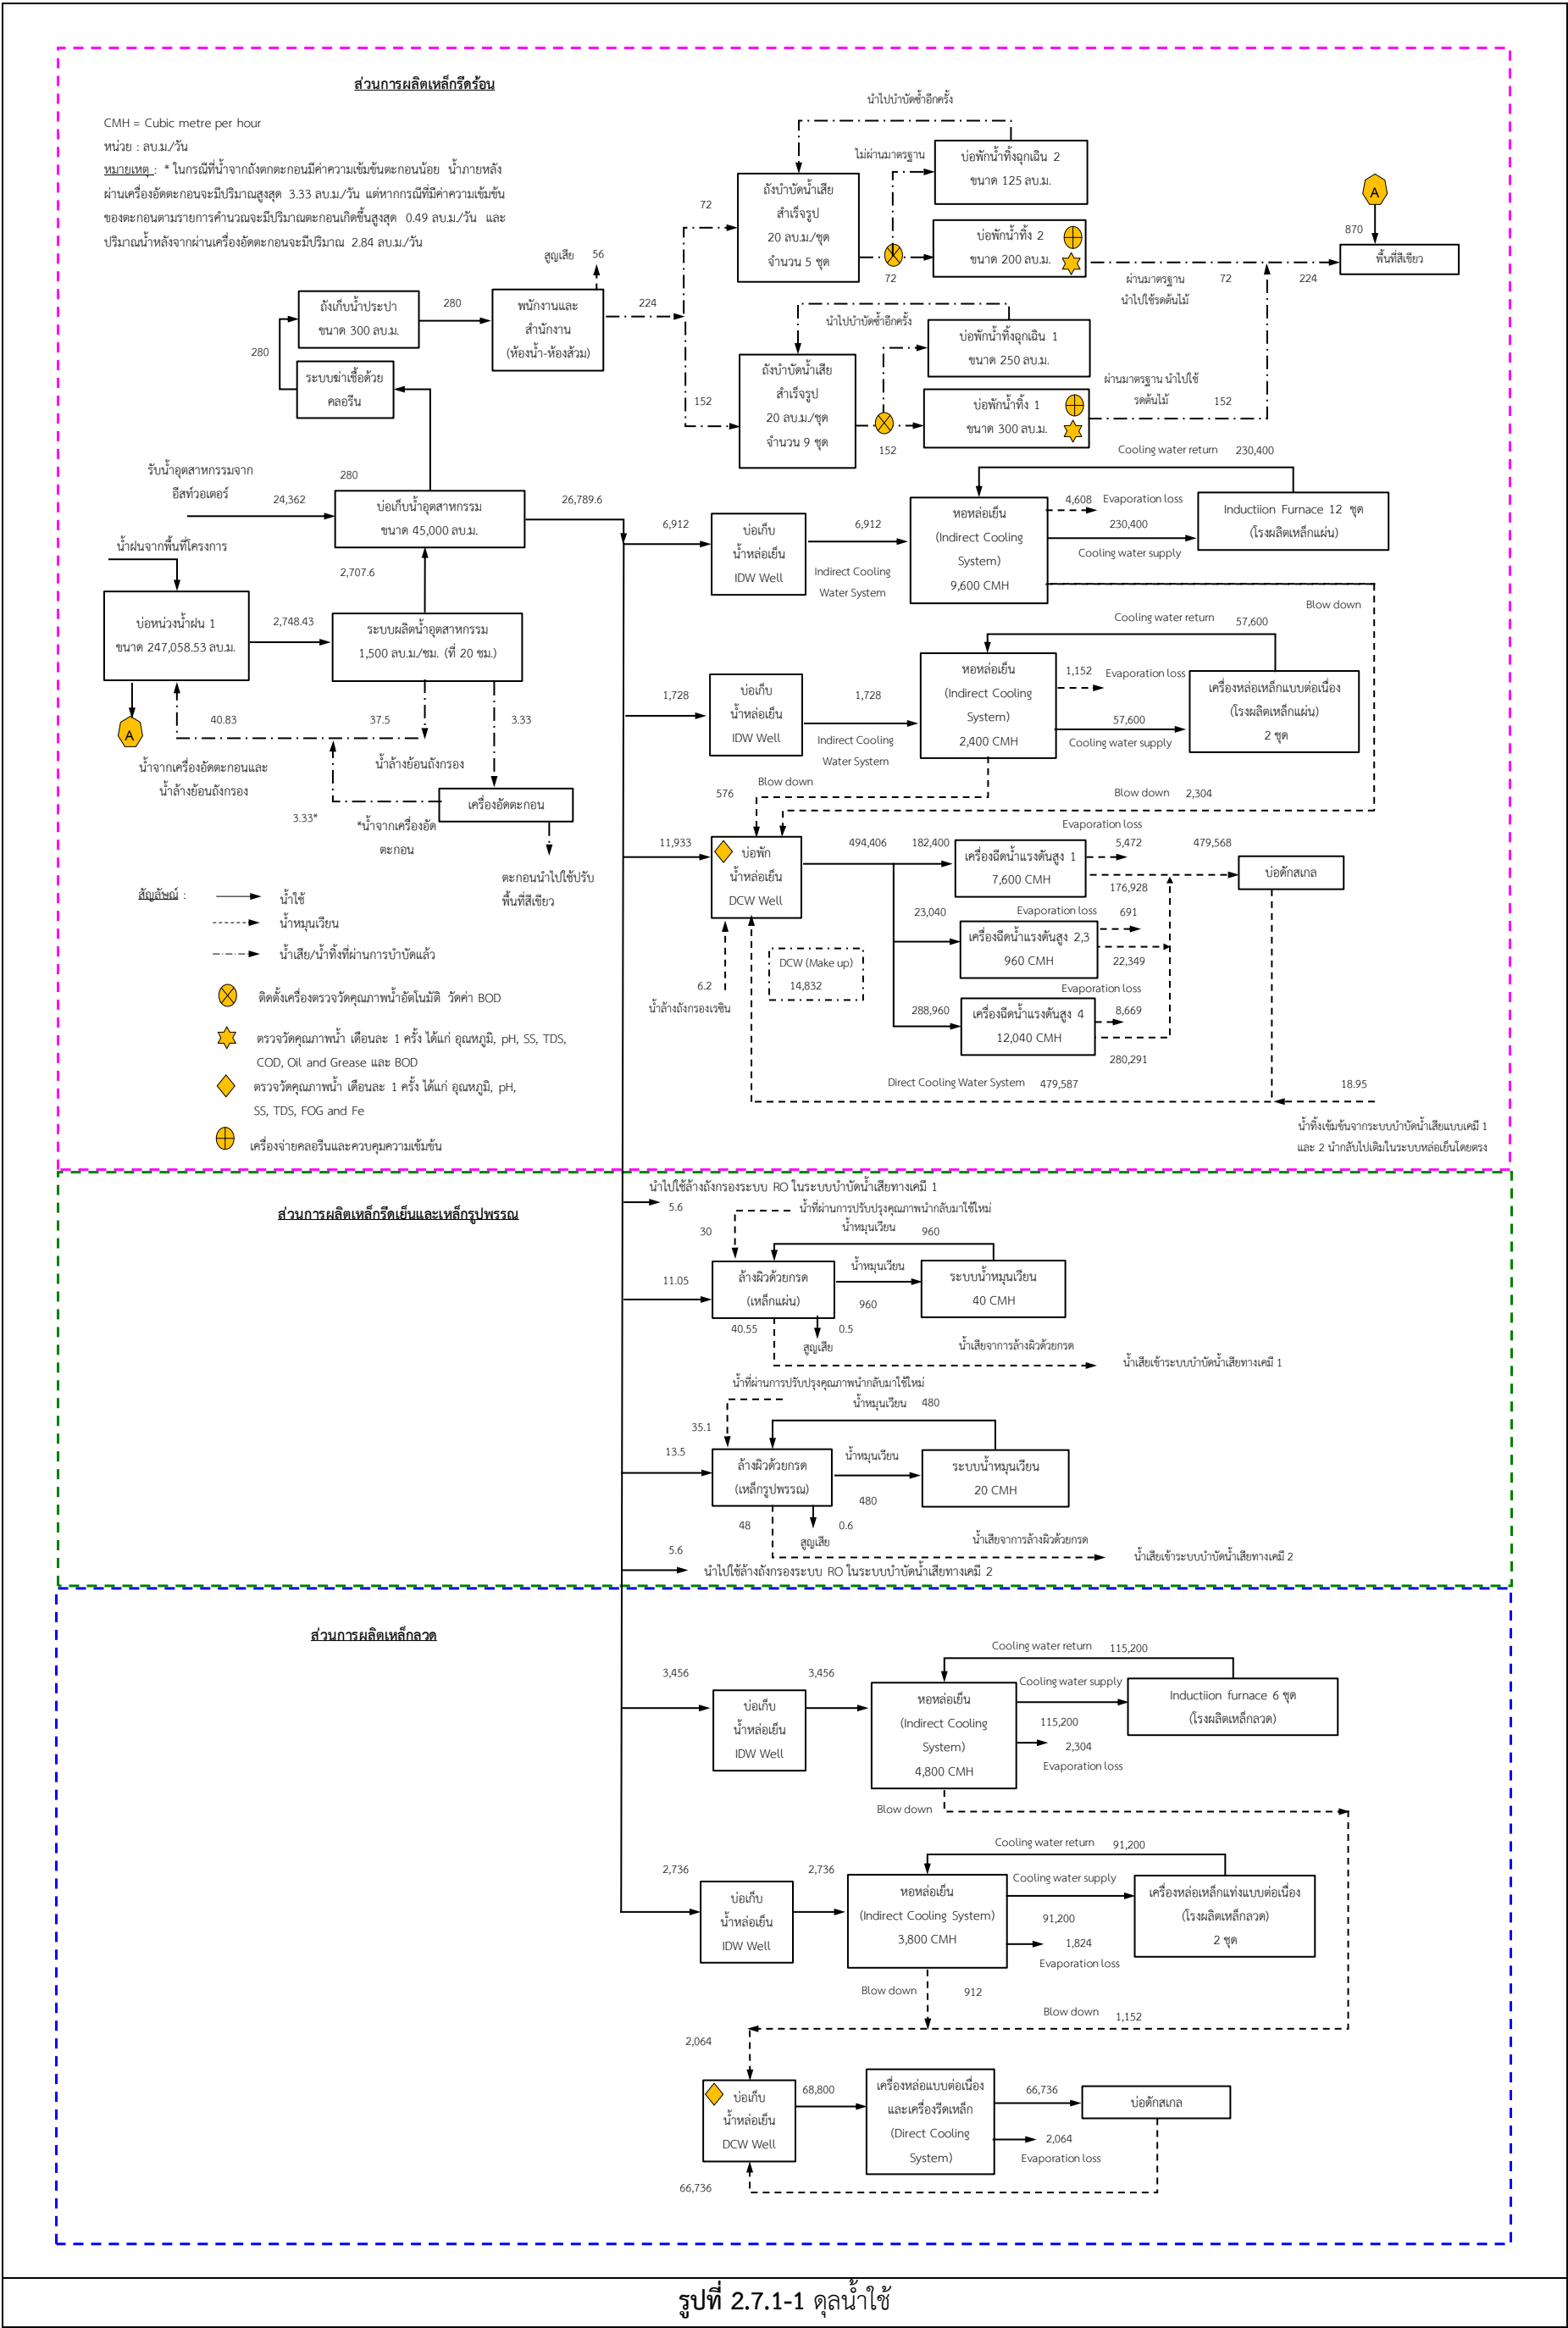 ส่วนการผลิตเหล็กรีดร้อน
CMH = Cubic metre per hour
หน่วย : ลบ.ม./วัน
หมายเหตุ : * ในกรณีที่น้ำจากถังตกตะกอนมีค่าความเข้มข้นตะกอนน้อย น้ำภายหลัง
ผ่านเครื่องอัดตะกอนจะมีปริมาณสูงสุด 3.33 ลบ.ม./วัน แต่หากกรณีที่มีค่าความเข้มข้น
ของตะกอนตามรายการคำนวณจะมีปริมาณตะกอนเกิดขึ้นสูงสุด 0.49 ลบ.ม./วัน และ
ปริมาณน้ำหลังจากผ่านเครื่องอัดตะกอนจะมีปริมาณ 2.84 ลบ.ม./วัน
นำไปบำบัดซ้ำอีกครั้ง
ไม่ผ่านมาตรฐาน
บ่อพักน้ำทิ้งฉุกเฉิน 2
ขนาด 125 ลบ.ม.
72
ถังบำบัดน้ำเสีย
สำเร็จรูป
20 ลบ.ม./ชุด
จำนวน 5 ชุด
72
บ่อพักน้ำทิ้ง 2
ขนาด 200 ลบ.ม.
ผ่านมาตรฐาน
นำไปใช้รดต้นไม้
72
224
A
870
พื้นที่สีเขียว
สูญเสีย 56
ถังเก็บน้ำประปา
ขนาด 300 ลบ.ม.
280
พนักงานและ
สำนักงาน
(ห้องน้ำ-ห้องส้วม)
224
280
ระบบฆ่าเชื้อด้วย
คลอรีน
นำไปบำบัดซ้ำอีกครั้ง
บ่อพักน้ำทิ้งฉุกเฉิน 1
ขนาด 250 ลบ.ม.
152
ถังบำบัดน้ำเสีย
สำเร็จรูป
20 ลบ.ม./ชุด
จำนวน 9 ชุด
152
บ่อพักน้ำทิ้ง 1
ขนาด 300 ลบ.ม.
ผ่านมาตรฐาน นำไปใช้
รดต้นไม้
152
รับน้ำอุตสาหกรรมจาก
อีสท์วอเตอร์
24,362
280
บ่อเก็บน้ำอุตสาหกรรม
ขนาด 45,000 ลบ.ม.
26,789.6
น้ำฝนจากพื้นที่โครงการ
2,707.6
บ่อหน่วงน้ำฝน 1
ขนาด 247,058.53 ลบ.ม.
2,748.43
ระบบผลิตน้ำอุตสาหกรรม
1,500 ลบ.ม./ชม. (ที่ 20 ชม.)
A
40.83
37.5
3.33
น้ำจากเครื่องอัดตะกอนและ
น้ำล้างย้อนถังกรอง
น้ำล้างย้อนถังกรอง
เครื่องอัดตะกอน
3.33*
*น้ำจากเครื่องอัด
ตะกอน
ตะกอนนำไปใช้ปรับ
พื้นที่สีเขียว
Cooling water return 230,400
6,912
บ่อเก็บ
น้ำหล่อเย็น
IDW Well
6,912
Indirect Cooling
Water System
หอหล่อเย็น
(Indirect Cooling
System)
9,600 CMH
4,608 Evaporation loss
230,400
Cooling water supply
Inductiion Furnace 12 ชุด
(โรงผลิตเหล็กแผ่น)
Blow down
Cooling water return 57,600
1,728
บ่อเก็บ
น้ำหล่อเย็น
IDW Well
1,728
Indirect Cooling
Water System
หอหล่อเย็น
(Indirect Cooling
System)
2,400 CMH
1,152 Evaporation loss
57,600
Cooling water supply
เครื่องหล่อเหล็กแบบต่อเนื่อง
(โรงผลิตเหล็กแผ่น)
2 ชุด
Blow down
576
Blow down 2,304
11,933
บ่อพัก
น้ำหล่อเย็น
DCW Well
494,406
182,400
เครื่องฉีดน้ำแรงดันสูง 1
7,600 CMH
Evaporation loss
5,472
176,928
479,568
บ่อดักสเกล
23,040
เครื่องฉีดน้ำแรงดันสูง 2,3
960 CMH
Evaporation loss 691
22,349
6.2
น้ำล้างถังกรองเรซิน
DCW (Make up)
14,832
288,960
เครื่องฉีดน้ำแรงดันสูง 4
12,040 CMH
Evaporation loss
8,669
280,291
Direct Cooling Water System 479,587
18.95
น้ำทิ้งเข้มข้นจากระบบบำบัดน้ำเสียแบบเคมี 1
และ 2 นำกลับไปเติมในระบบหล่อเย็นโดยตรง
สัญลัษณ์ :
น้ำใช้
น้ำหมุนเวียน
น้ำเสีย/น้ำทิ้งที่ผ่านการบำบัดแล้ว
ติดตั้งเครื่องตรวจวัดคุณภาพน้ำอัตโนมัติ วัดค่า BOD
ตรวจวัดคุณภาพน้ำ เดือนละ 1 ครั้ง ได้แก่ อุณหภูมิ, pH, SS, TDS,
COD, Oil and Grease และ BOD
ตรวจวัดคุณภาพน้ำ เดือนละ 1 ครั้ง ได้แก่ อุณหภูมิ, pH,
SS, TDS, FOG and Fe
เครื่องจ่ายคลอรีนและควบคุมความเข้มข้น
ส่วนการผลิตเหล็กรีดเย็นและเหล็กรูปพรรณ
นำไปใช้ล้างถังกรองระบบ RO ในระบบบำบัดน้ำเสียทางเคมี 1
5.6
น้ำที่ผ่านการปรับปรุงคุณภาพนำกลับมาใช้ใหม่
30
น้ำหมุนเวียน 960
11.05
ล้างผิวด้วยกรด
(เหล็กแผ่น)
น้ำหมุนเวียน
960
ระบบน้ำหมุนเวียน
40 CMH
40.55
0.5
สูญเสีย
น้ำเสียจาการล้างผิวด้วยกรด
น้ำเสียเข้าระบบบำบัดน้ำเสียทางเคมี 1
น้ำที่ผ่านการปรับปรุงคุณภาพนำกลับมาใช้ใหม่
น้ำหมุนเวียน 480
35.1
13.5
ล้างผิวด้วยกรด
(เหล็กรูปพรรณ)
น้ำหมุนเวียน
480
ระบบน้ำหมุนเวียน
20 CMH
48
0.6
สูญเสีย
น้ำเสียจาการล้างผิวด้วยกรด
น้ำเสียเข้าระบบบำบัดน้ำเสียทางเคมี 2
5.6
นำไปใช้ล้างถังกรองระบบ RO ในระบบบำบัดน้ำเสียทางเคมี 2
ส่วนการผลิตเหล็กลวด
Cooling water return 115,200
3,456
บ่อเก็บ
น้ำหล่อเย็น
IDW Well
3,456
หอหล่อเย็น
(Indirect Cooling
System)
4,800 CMH
Cooling water supply
115,200
2,304
Evaporation loss
Inductiion furnace 6 ชุด
(โรงผลิตเหล็กลวด)
Blow down
Cooling water return 91,200
2,736
บ่อเก็บ
น้ำหล่อเย็น
IDW Well
2,736
หอหล่อเย็น
(Indirect Cooling System)
3,800 CMH
Cooling water supply
91,200
1,824
Evaporation loss
เครื่องหล่อเหล็กแท่งแบบต่อเนื่อง
(โรงผลิตเหล็กลวด)
2 ชุด
Blow down 912
Blow down 1,152
2,064
บ่อเก็บ
น้ำหล่อเย็น
DCW Well
68,800
เครื่องหล่อแบบต่อเนื่อง
และเครื่องรีดเหล็ก
(Direct Cooling
System)
66,736
2,064
Evaporation loss
บ่อดักสเกล
66,736
รูปที่ 2.7.1-1 ดุลน้ำใช้